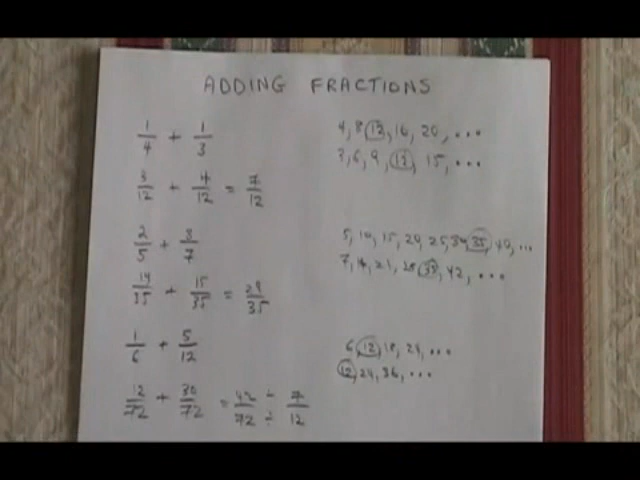 ADDING FRACTIONS
1/4 + 1/3
4, 8, 12, 16, 20, ...
3, 6, 9, 12, 15, ...
3/12 + 4/12 = 7/12
2/5 + 3/7
5, 10, 15, 20, 25, 30, 35, 40, ...
7, 14, 21, 28, 35, 42, ...
14/35 + 15/35 = 29/35
1/6 + 5/12
6, 12, 18, 24, ...
12, 24, 36, ...
12/72 + 30/72 = 42/72 ÷ 7/12